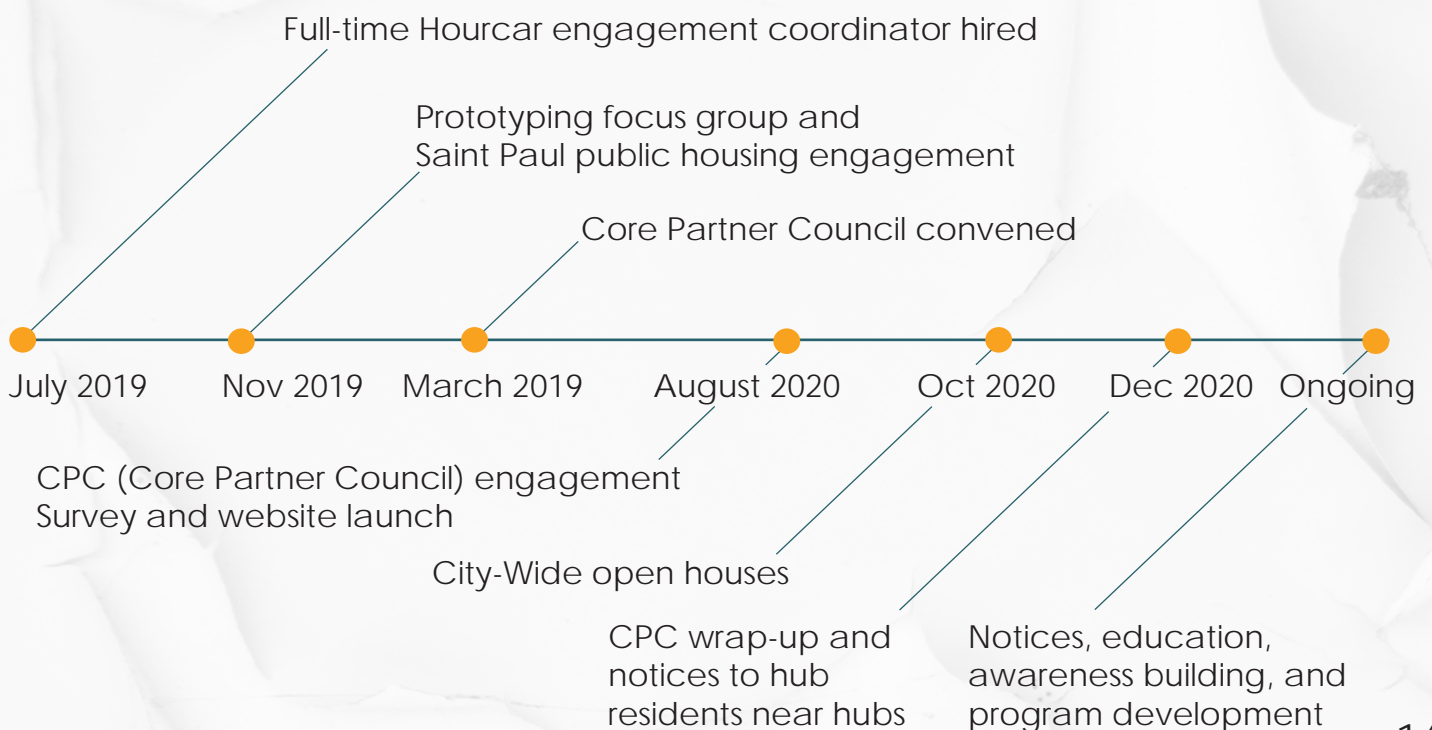 Full-time Hourcar engagement coordinator hired
Prototyping focus group and
Saint Paul public housing engagement
Core Partner Council convened
July 2019
Nov 2019
March 2019
August 2020
Oct 2020
Dec 2020
Ongoing
CPC (Core Partner Council) engagement
Survey and website launch
City-Wide open houses
CPC wrap-up and
notices to hub
residents near hubs
Notices, education,
awareness building, and
program development